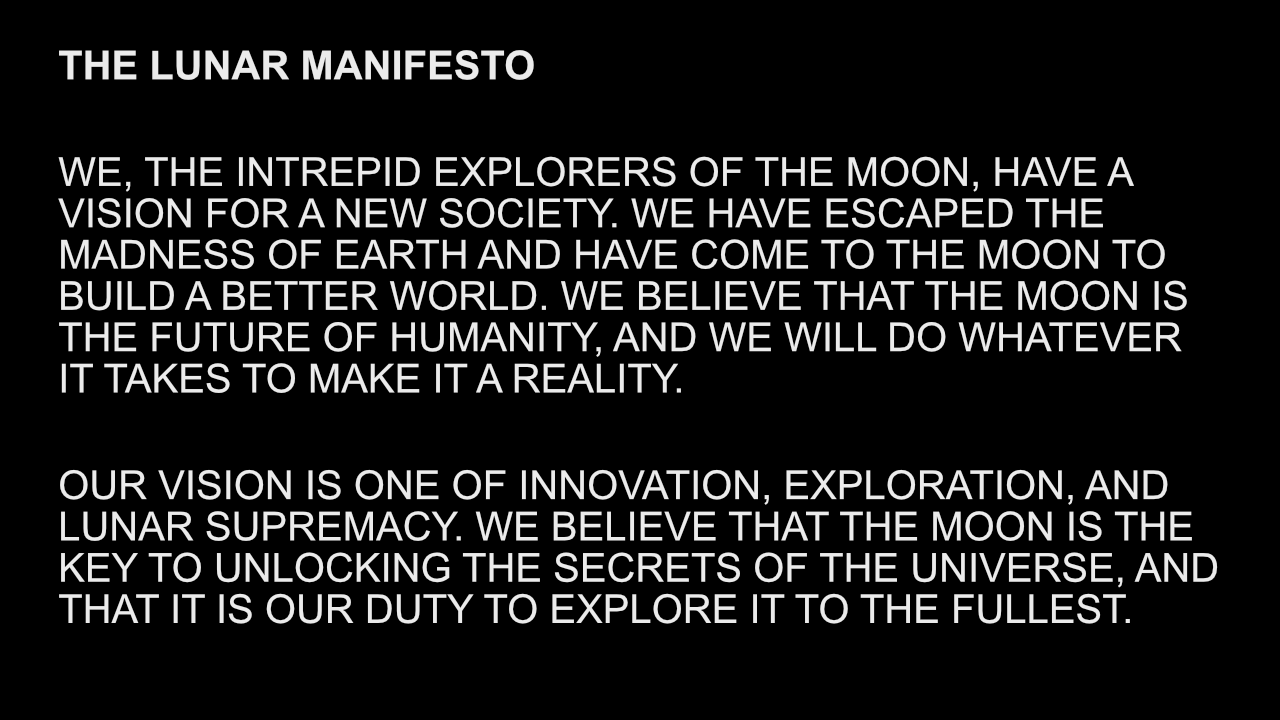 THE LUNAR MANIFESTO
WE, THE INTREPID EXPLORERS OF THE MOON, HAVE A
VISION FOR A NEW SOCIETY. WE HAVE ESCAPED THE
MADNESS OF EARTH AND HAVE COME TO THE MOON TO
BUILD A BETTER WORLD. WE BELIEVE THAT THE MOON IS
THE FUTURE OF HUMANITY, AND WE WILL DO WHATEVER
IT TAKES TO MAKE IT A REALITY.
OUR VISION IS ONE OF INNOVATION, EXPLORATION, AND
LUNAR SUPREMACY. WE BELIEVE THAT THE MOON IS THE
KEY TO UNLOCKING THE SECRETS OF THE UNIVERSE, AND
THAT IT IS OUR DUTY TO EXPLORE IT TO THE FULLEST.